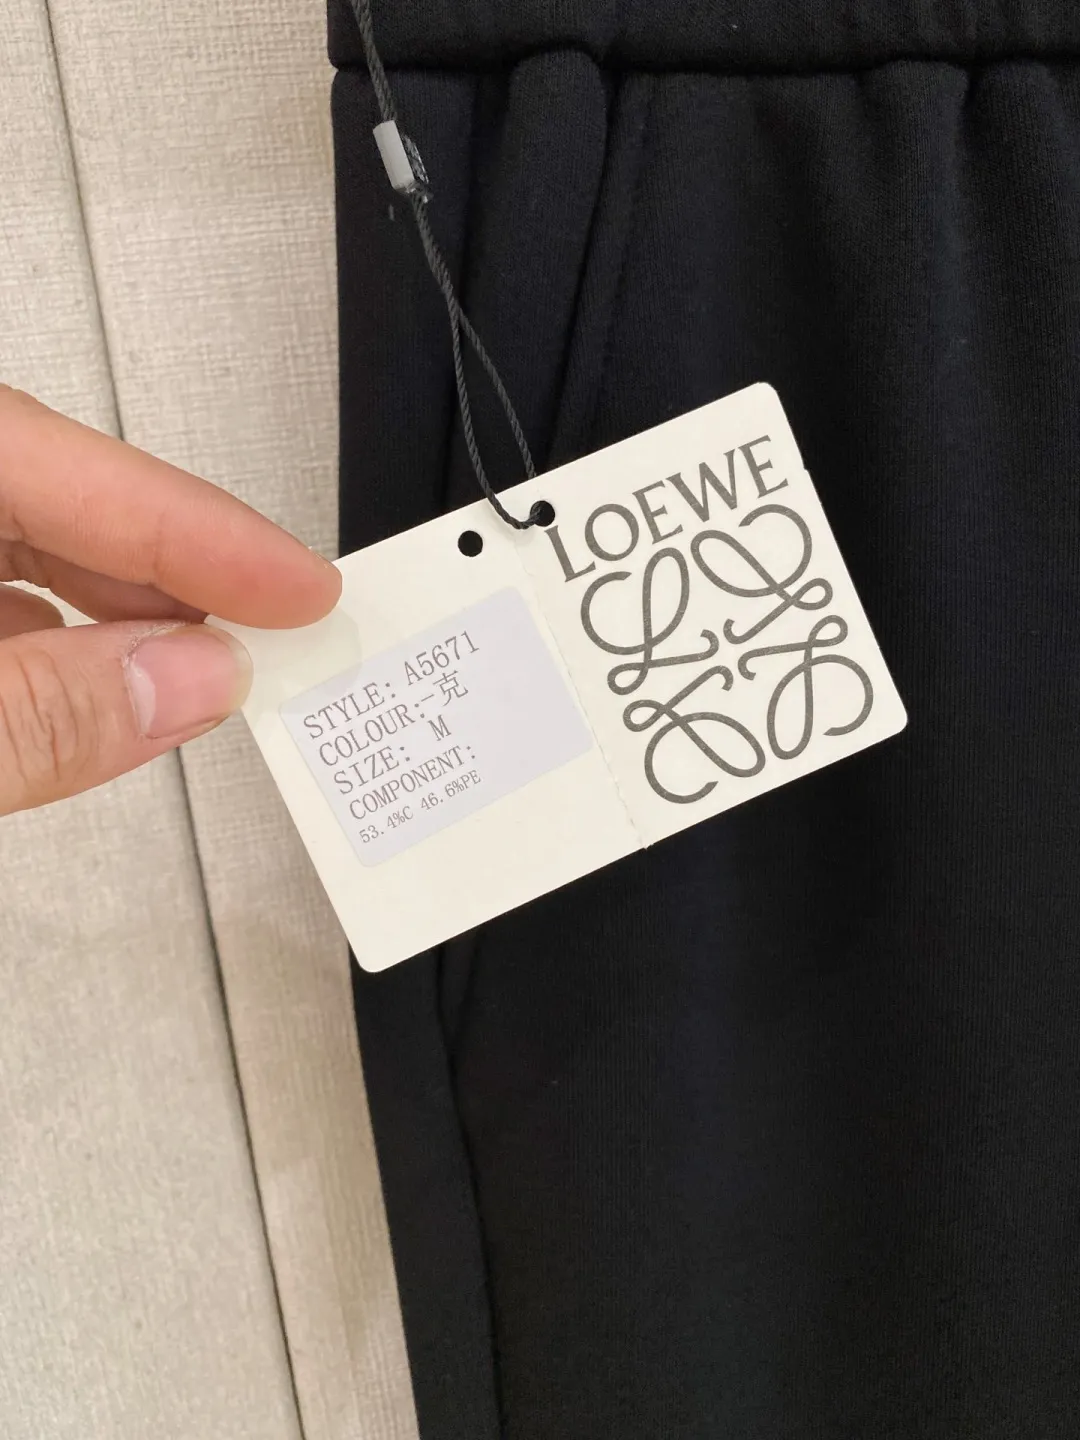 LOEWE
STYLE: A5671
COLOUR:-克
SIZE: M
COMPONENT:
53.4%C 46.6%PE